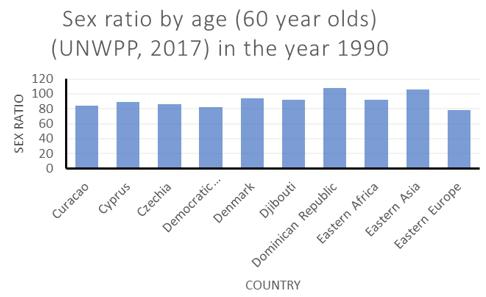 Sex ratio by age (60 year olds)
(UNWPP, 2017) in the year 1990
120
100
80
60
40
20
0
SEX RATIO
Curacao
Cyprus
Czechia
Democratic...
Denmark
Djibouti
Dominican Republic
Eastern Africa
Eastern Asia
Eastern Europe
COUNTRY